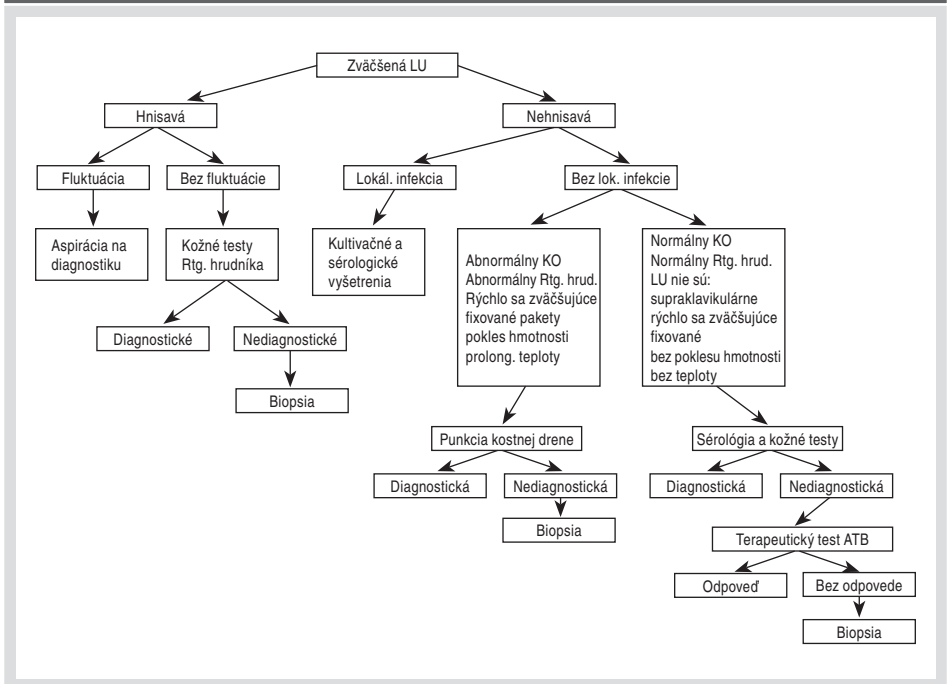 Zväčšená LU
Hnisavá
Nehnisavá
Fluktuácia
Bez fluktuácie
Lokál. infekcia
Bez lok. infekcie
Aspirácia na
diagnostiku
Kožné testy
Rtg. hrudníka
Kultivačné a
sérologické
vyšetrenia
Abnormálny KO
Abnormálny Rtg. hrud.
Rýchlo sa zväčšujúce
fixované pakety
pokles hmotnosti
prolong. teploty
Normálny KO
Normálny Rtg. hrud.
LU nie sú:
supraklavikulárne
rýchlo sa zväčšujúce
fixované
bez poklesu hmotnosti
bez teploty
Diagnostické
Nediagnostické
Biopsia
Punkcia kostnej drene
Sérológia a kožné testy
Diagnostická
Nediagnostická
Diagnostická
Nediagnostická
Biopsia
Terapeutický test ATB
Odpoveď
Bez odpovede
Biopsia